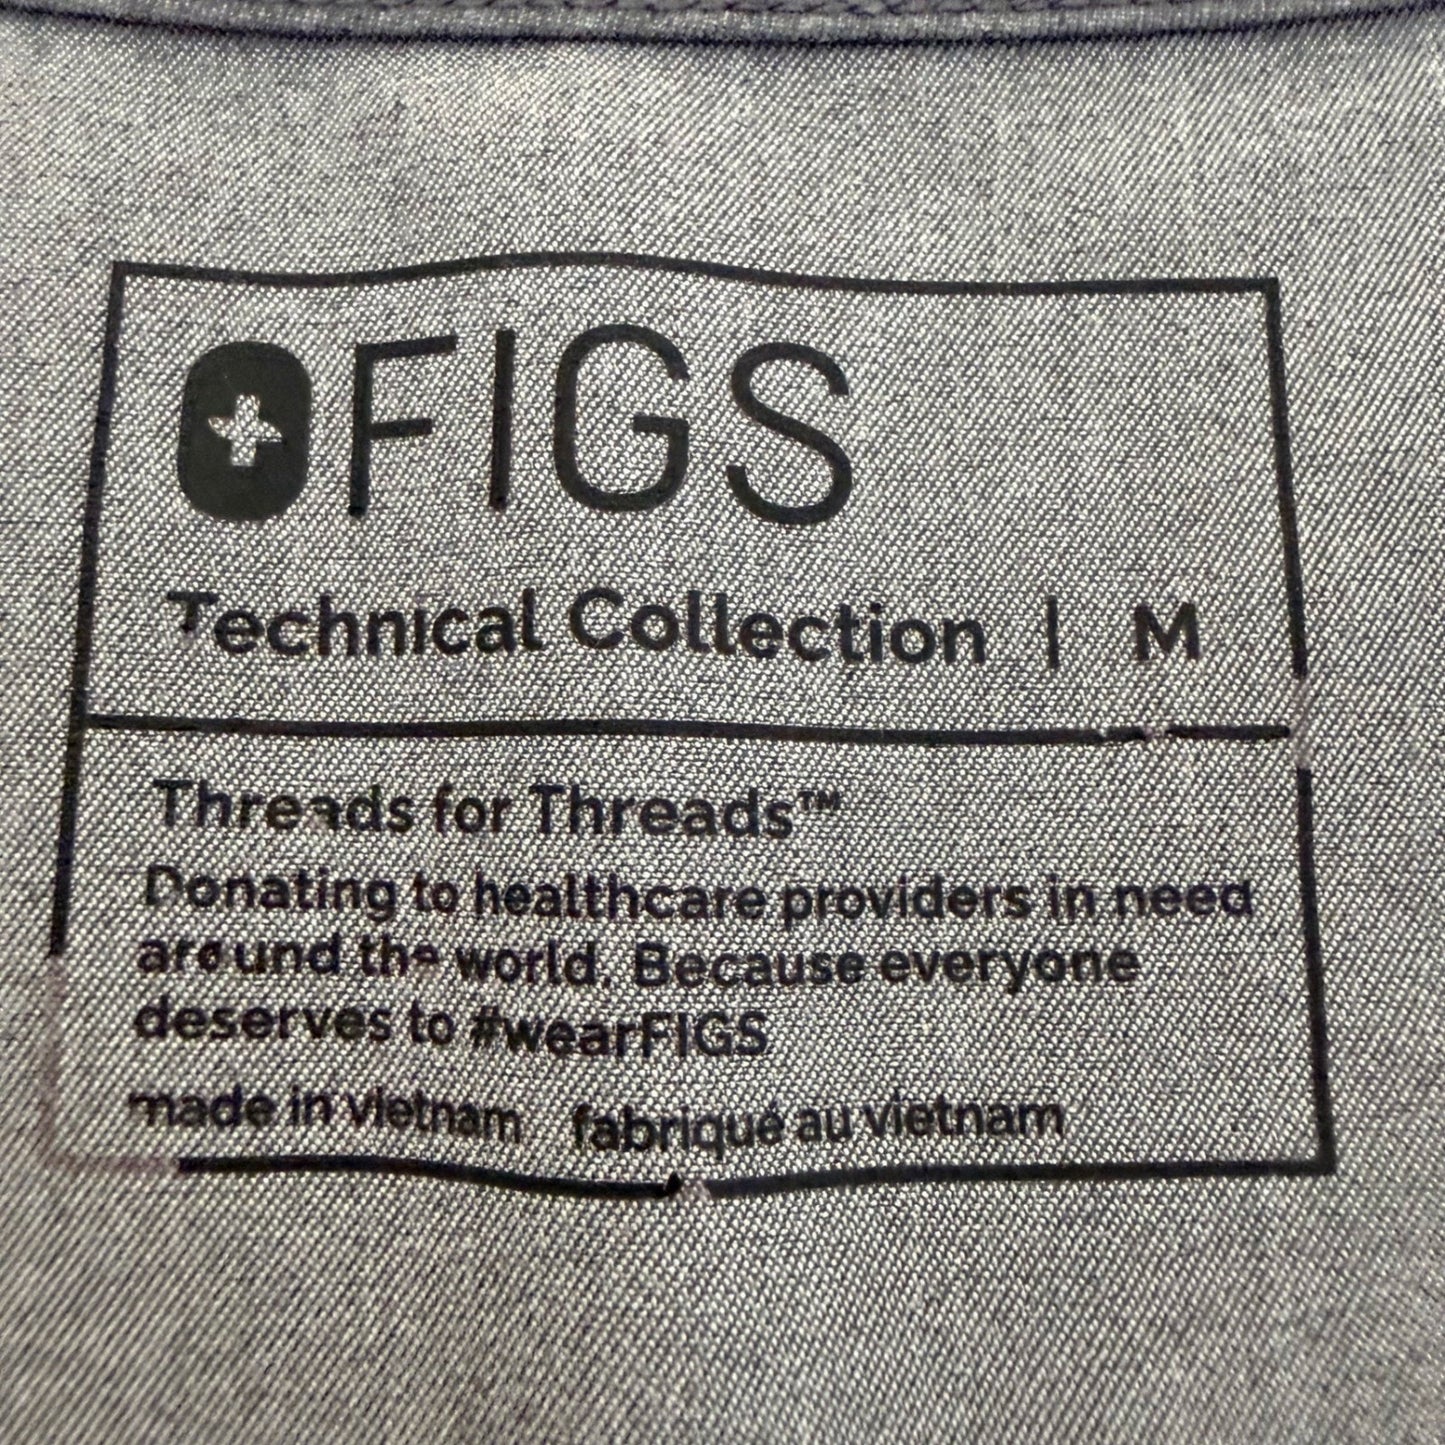 FIGS
Technical Collection | M
Threads for Threads™
Donating to healthcare providers in need
around the world. Because everyone
deserves to #wearFIGS
made in vietnam fabriqué au vietnam